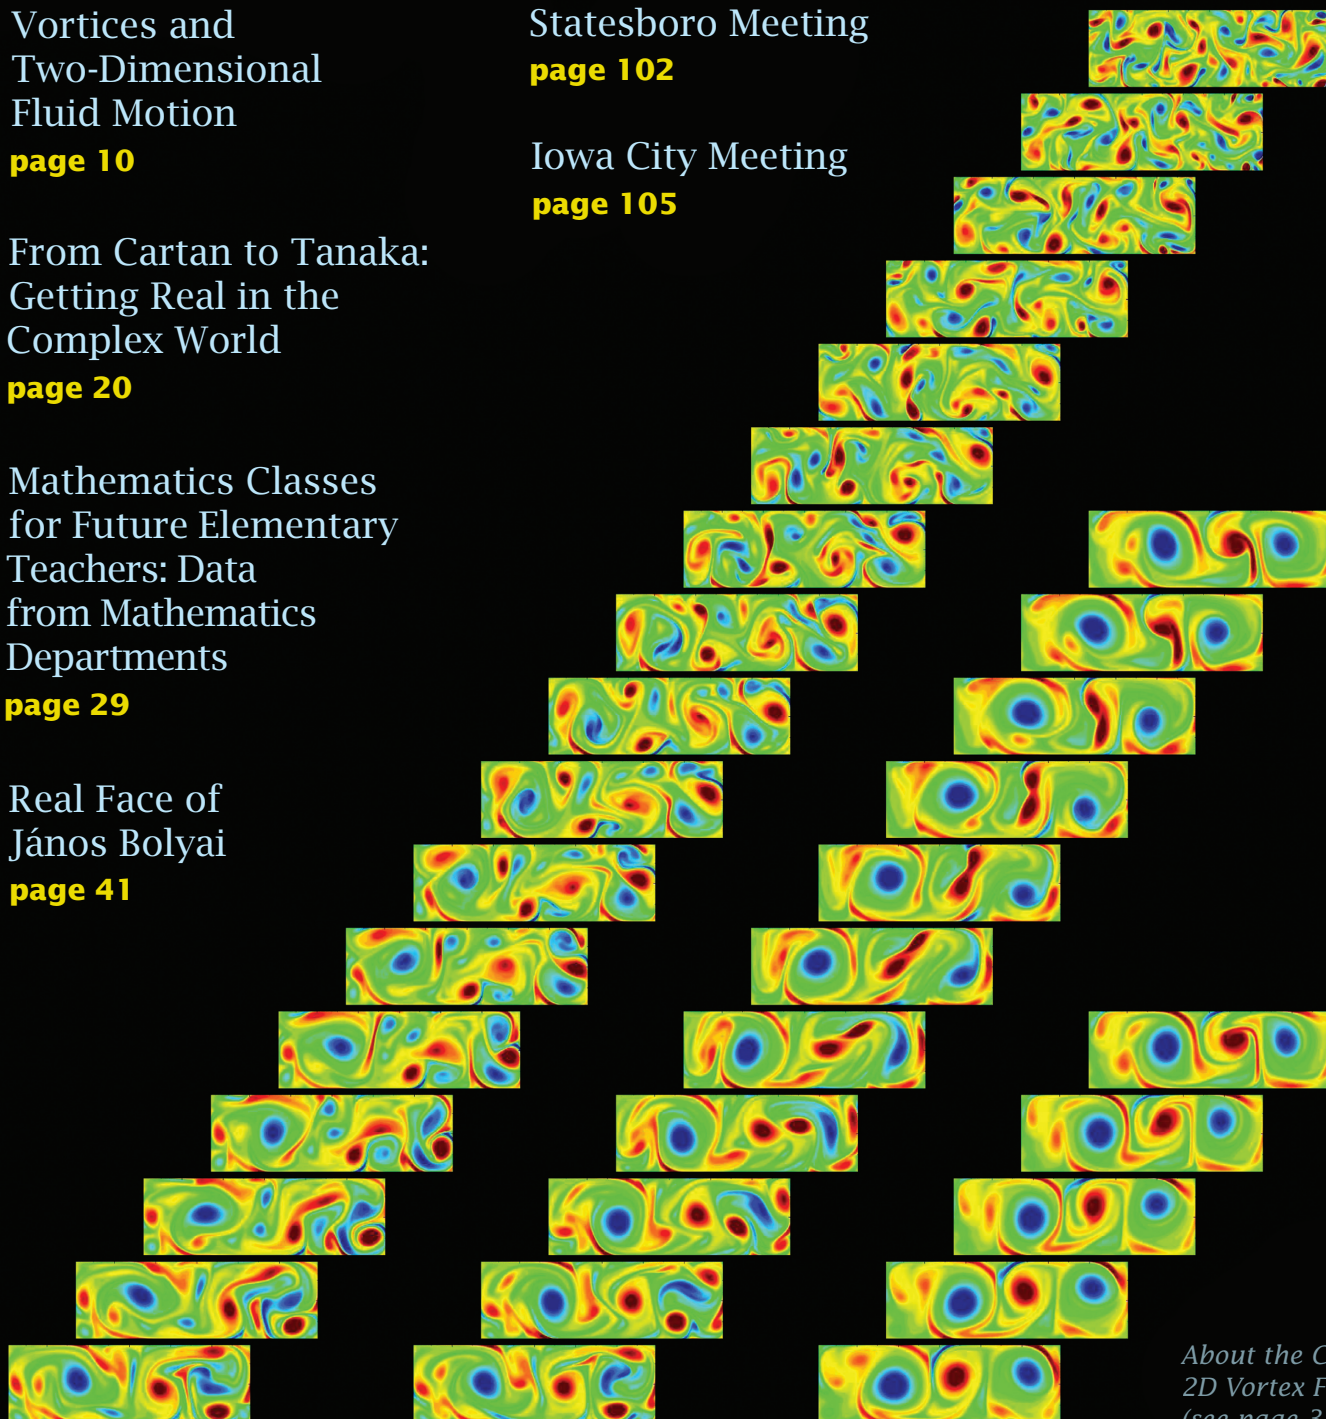 Vortices and
Two-Dimensional
Fluid Motion
page 10
From Cartan to Tanaka:
Getting Real in the
Complex World
page 20
Mathematics Classes
for Future Elementary
Teachers: Data
from Mathematics
Departments
page 29
Real Face of
János Bolyai
page 41
Statesboro Meeting
page 102
Iowa City Meeting
page 105
About the
2D Vortex
(see page